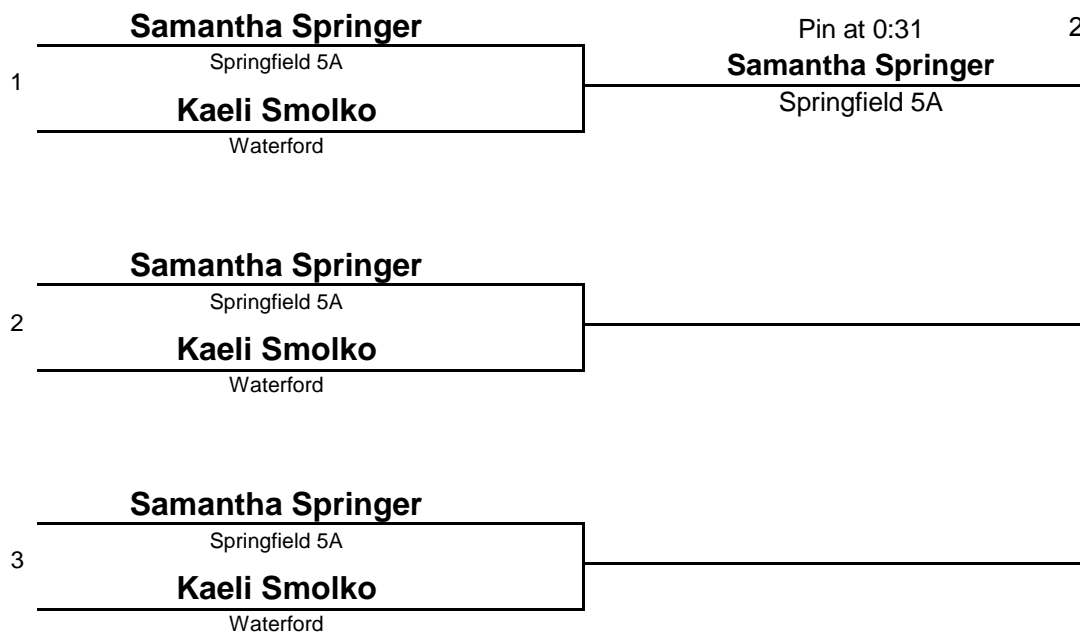 Samantha Springer
Springfield 5A
1
Kaeli Smolko
Waterford
Pin at 0:31
2
Samantha Springer
Springfield 5A
Samantha Springer
Springfield 5A
2
Kaeli Smolko
Waterford
Samantha Springer
Springfield 5A
3
Kaeli Smolko
Waterford